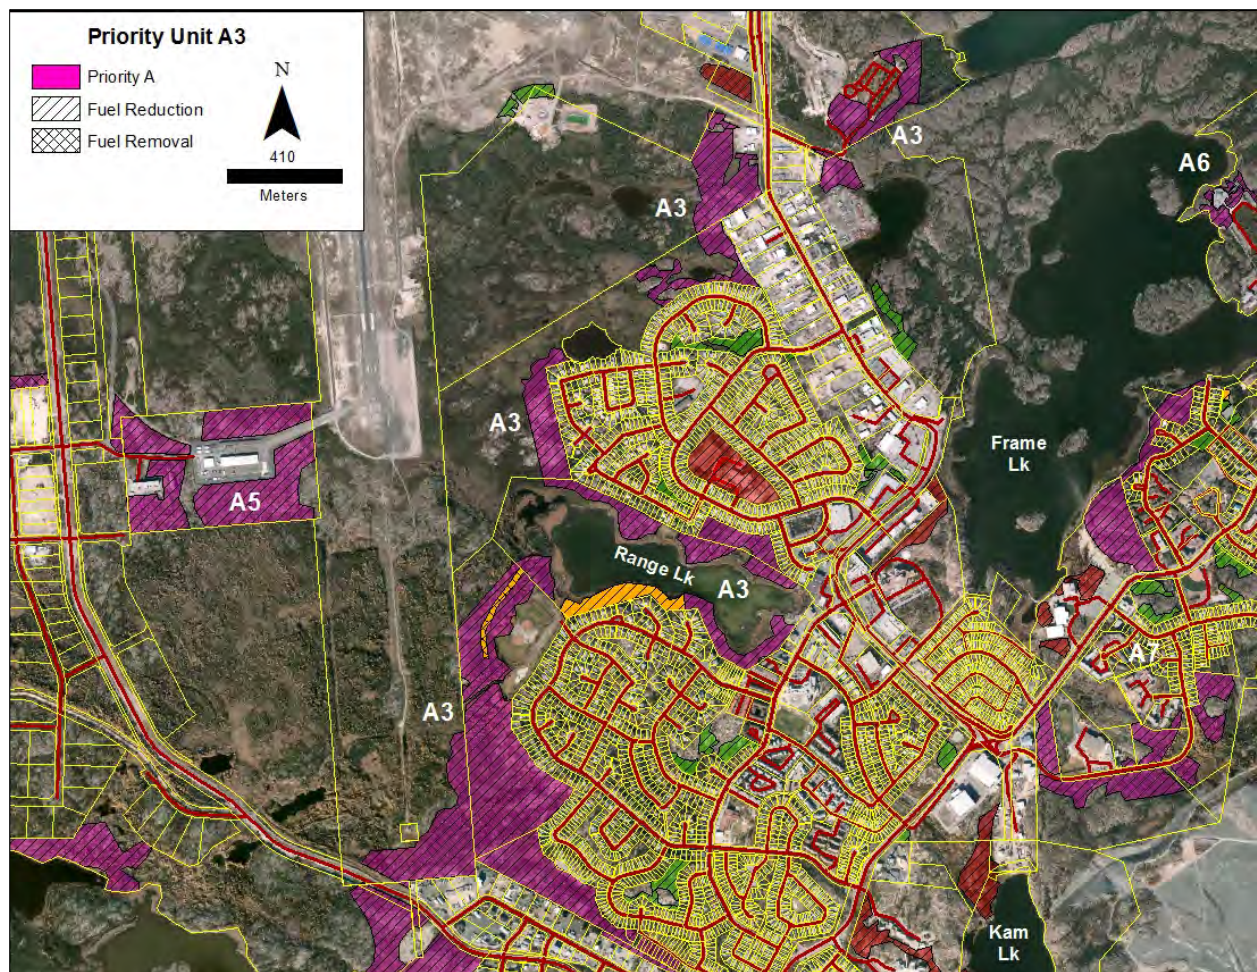 Priority Unit A3
Priority A
Fuel Reduction
Fuel Removal
N
410
Meters
A3
A6
A3
A3
Frame
Lk
A5
Range Lk
A3
A7
A3
Kam
Lk